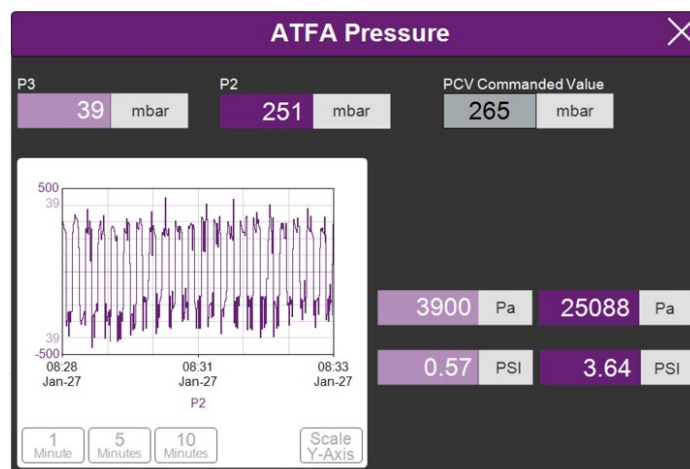 ATFA Pressure
P3
39 mbar
P2
251 mbar
PCV Commanded Value
265 mbar
500
39
39
-500
08:28
Jan-27
08:31
Jan-27
08:33
Jan-27
P2
3900 Pa
25088 Pa
0.57 PSI
3.64 PSI
1
Minute
5
Minutes
10
Minutes
Scale
Y-Axis